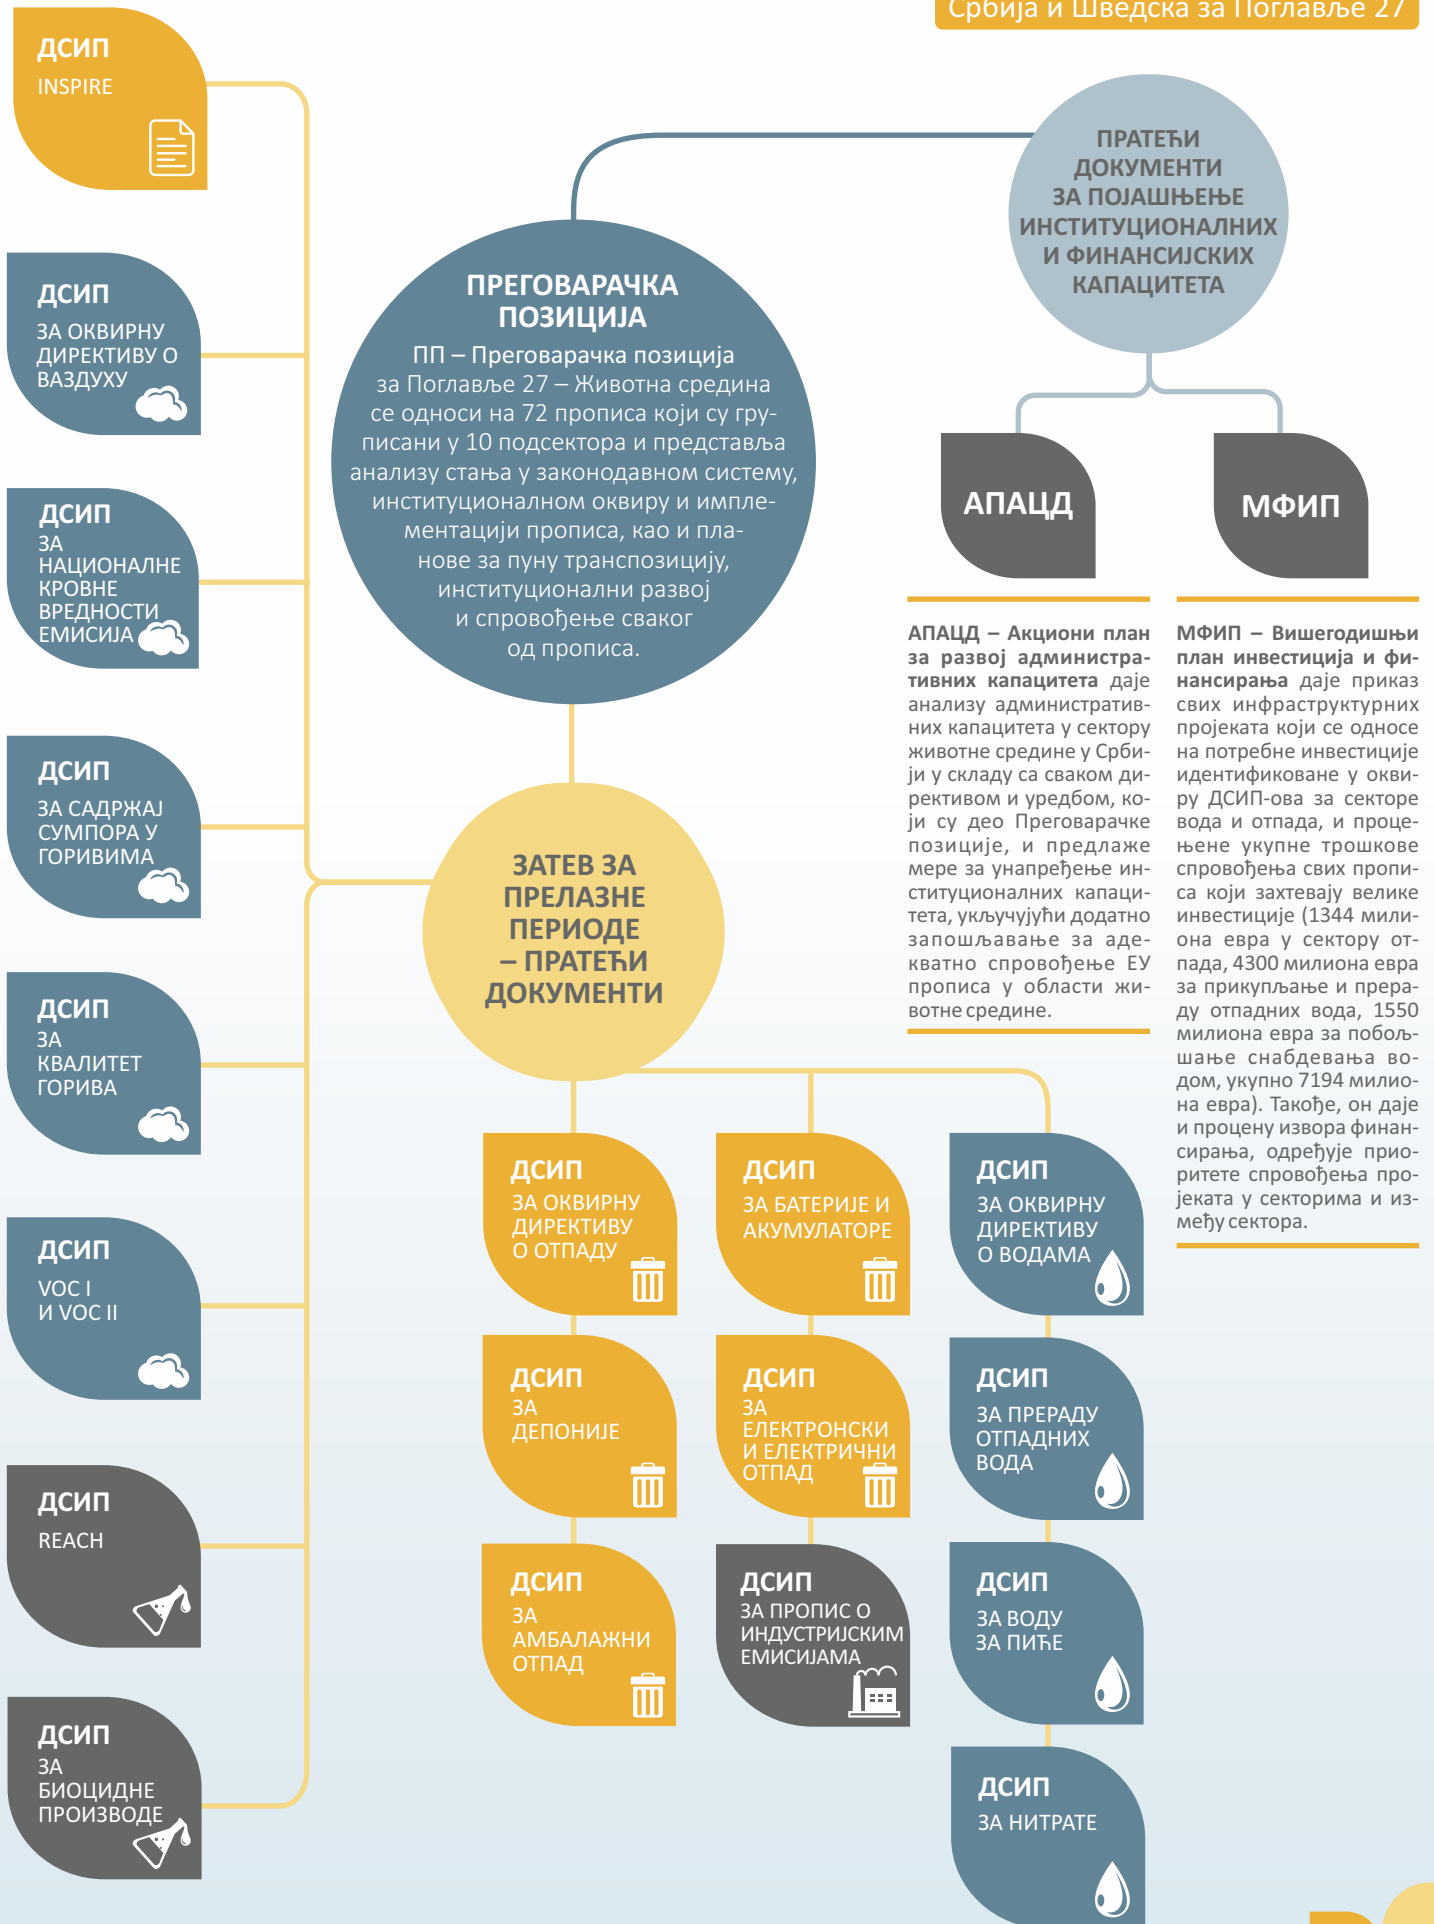 Србија и Шведска за Поглавље 27
ДСИП
INSPIRE
ДСИП
ЗА ОКВИРНУ
ДИРЕКТИВУ О
ВАЗДУХУ
ДСИП
ЗА
НАЦИОНАЛНЕ
КРОВНЕ
ВРЕДНОСТИ
ЕМИСИЈА
ДСИП
ЗА САДРЖАЈ
СУМПОРА У
ГОРИВИМА
ДСИП
ЗА
КВАЛИТЕТ
ГОРИВА
ДСИП
VOC I
И VOC II
ДСИП
REACH
ДСИП
ЗА
БИОЦИДНЕ
ПРОИЗВОДЕ
ПРЕГОВАРАЧКА
ПОЗИЦИЈА
ПП – Преговарачка позиција
за Поглавље 27 – Животна средина
се односи на 72 прописа који су гру-
писани у 10 подсектора и представља
анализу стања у законодавном систему,
институционалном оквиру и импле-
ментацији прописа, као и пла-
нове за пуну транспозицију,
институционални развој
и спровођење сваког
од прописа.
ЗАТЕВ ЗА
ПРЕЛАЗНЕ
ПЕРИОДЕ
– ПРАТЕЋИ
ДОКУМЕНТИ
ДСИП
ЗА ОКВИРНУ
ДИРЕКТИВУ
О ОТПАДУ
ДСИП
ЗА
ДЕПОНИЈЕ
ДСИП
ЗА
АМБАЛАЖНИ
ОТПАД
ДСИП
ЗА БАТЕРИЈЕ И
АКУМУЛАТОРЕ
ДСИП
ЗА
ЕЛЕКТРОНСКИ
И ЕЛЕКТРИЧНИ
ОТПАД
ДСИП
ЗА ПРОПИС О
ИНДУСТРИЈСКИМ
ЕМИСИЈАМА
ДСИП
ЗА ОКВИРНУ
ДИРЕКТИВУ
О ВОДАМА
ДСИП
ЗА ПРЕРАДУ
ОТПАДНИХ
ВОДА
ДСИП
ЗА ВОДУ
ЗА ПИЋЕ
ДСИП
ЗА НИТРАТЕ
ПРАТЕЋИ
ДОКУМЕНТИ
ЗА ПОЈАШЊЕЊЕ
ИНСТИТУЦИОНАЛНИХ
И ФИНАНСИЈСКИХ
КАПАЦИТЕТА
АПАЦД
МФИП
АПАЦД – Акциони план
за развој администра-
тивних капацитета даје
анализу административ-
них капацитета у сектору
животне средине у Срби-
ји у складу са сваком ди-
рективом и уредбом, ко-
ји су део Преговарачке
позиције, и предлаже
мере за унапређење ин-
ституционалних капаци-
тета, укључујући додатно
запошљавање за аде-
кватно спровођење ЕУ
прописа у области жи-
вотне средине.
МФИП – Вишегодишњи
план инвестиција и фи-
нансирања даје приказ
свих инфраструктурних
пројеката који се односе
на потребне инвестиције
идентификоване у окви-
ру ДСИП-ова за секторе
вода и отпада, и проце-
њене укупне трошкове
спровођења свих пропи-
са који захтевају велике
инвестиције (1344 мили-
она евра у сектору от-
пада, 4300 милиона евра
за прикупљање и прера-
ду отпадних вода, 1550
милиона евра за побољ-
шање снабдевања во-
дом, укупно 7194 милио-
на евра). Такође, он даје
и процену извора финан-
сирања, одређује прио-
ритете спровођења про-
јеката у секторима и из-
међу сектора.